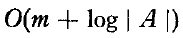 O(m + log | A |)